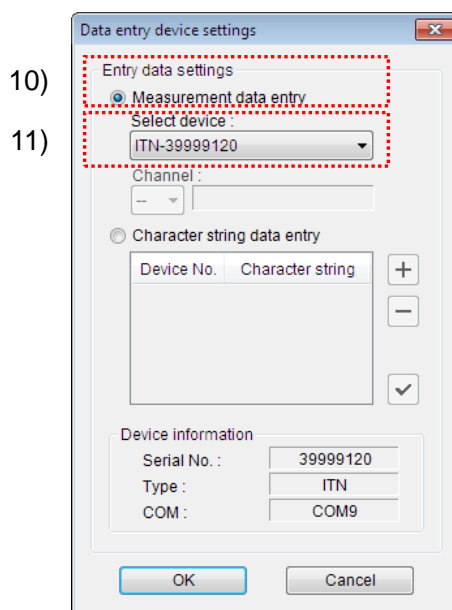 Data entry device settings
Entry data settings
10)
Measurement data entry
Select device :
11)
ITN-39999120
Channel :
--
Character string data entry
Device No. Character string
Device information
Serial No. : 39999120
Type : ITN
COM : COM9
OK Cancel